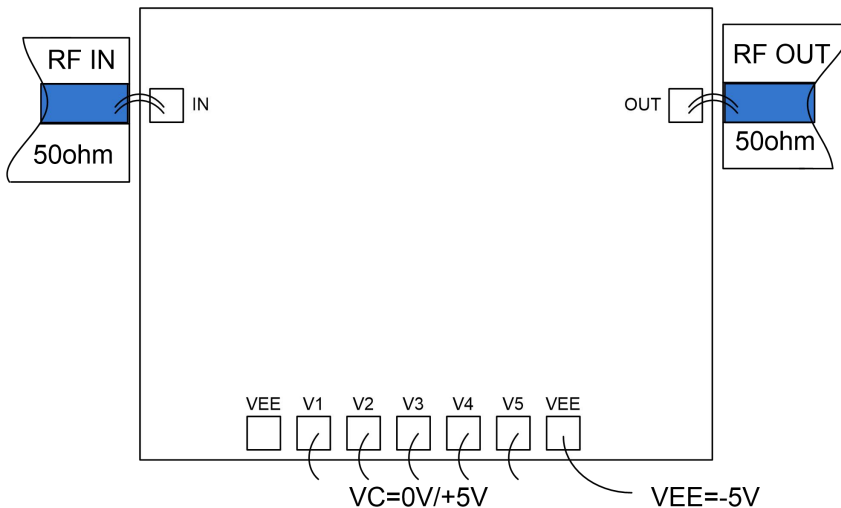 RF IN
RF OUT
IN
OUT
50ohm
50ohm
VEE V1 V2 V3 V4 V5 VEE
VC=0V/+5V
VEE=-5V